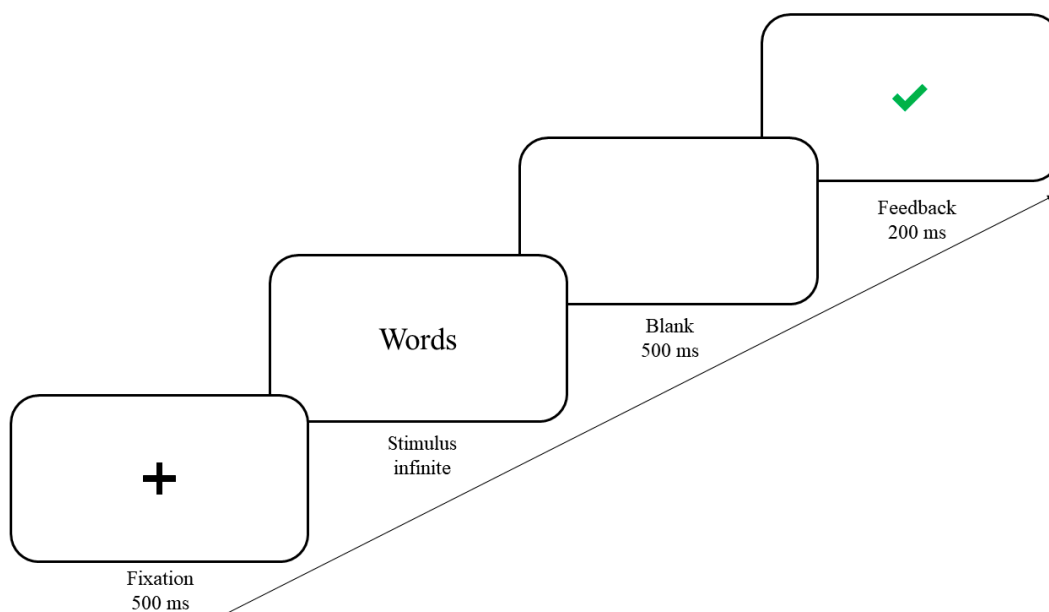 Fixation
500 ms
Words
Stimulus
infinite
Blank
500 ms
Feedback
200 ms